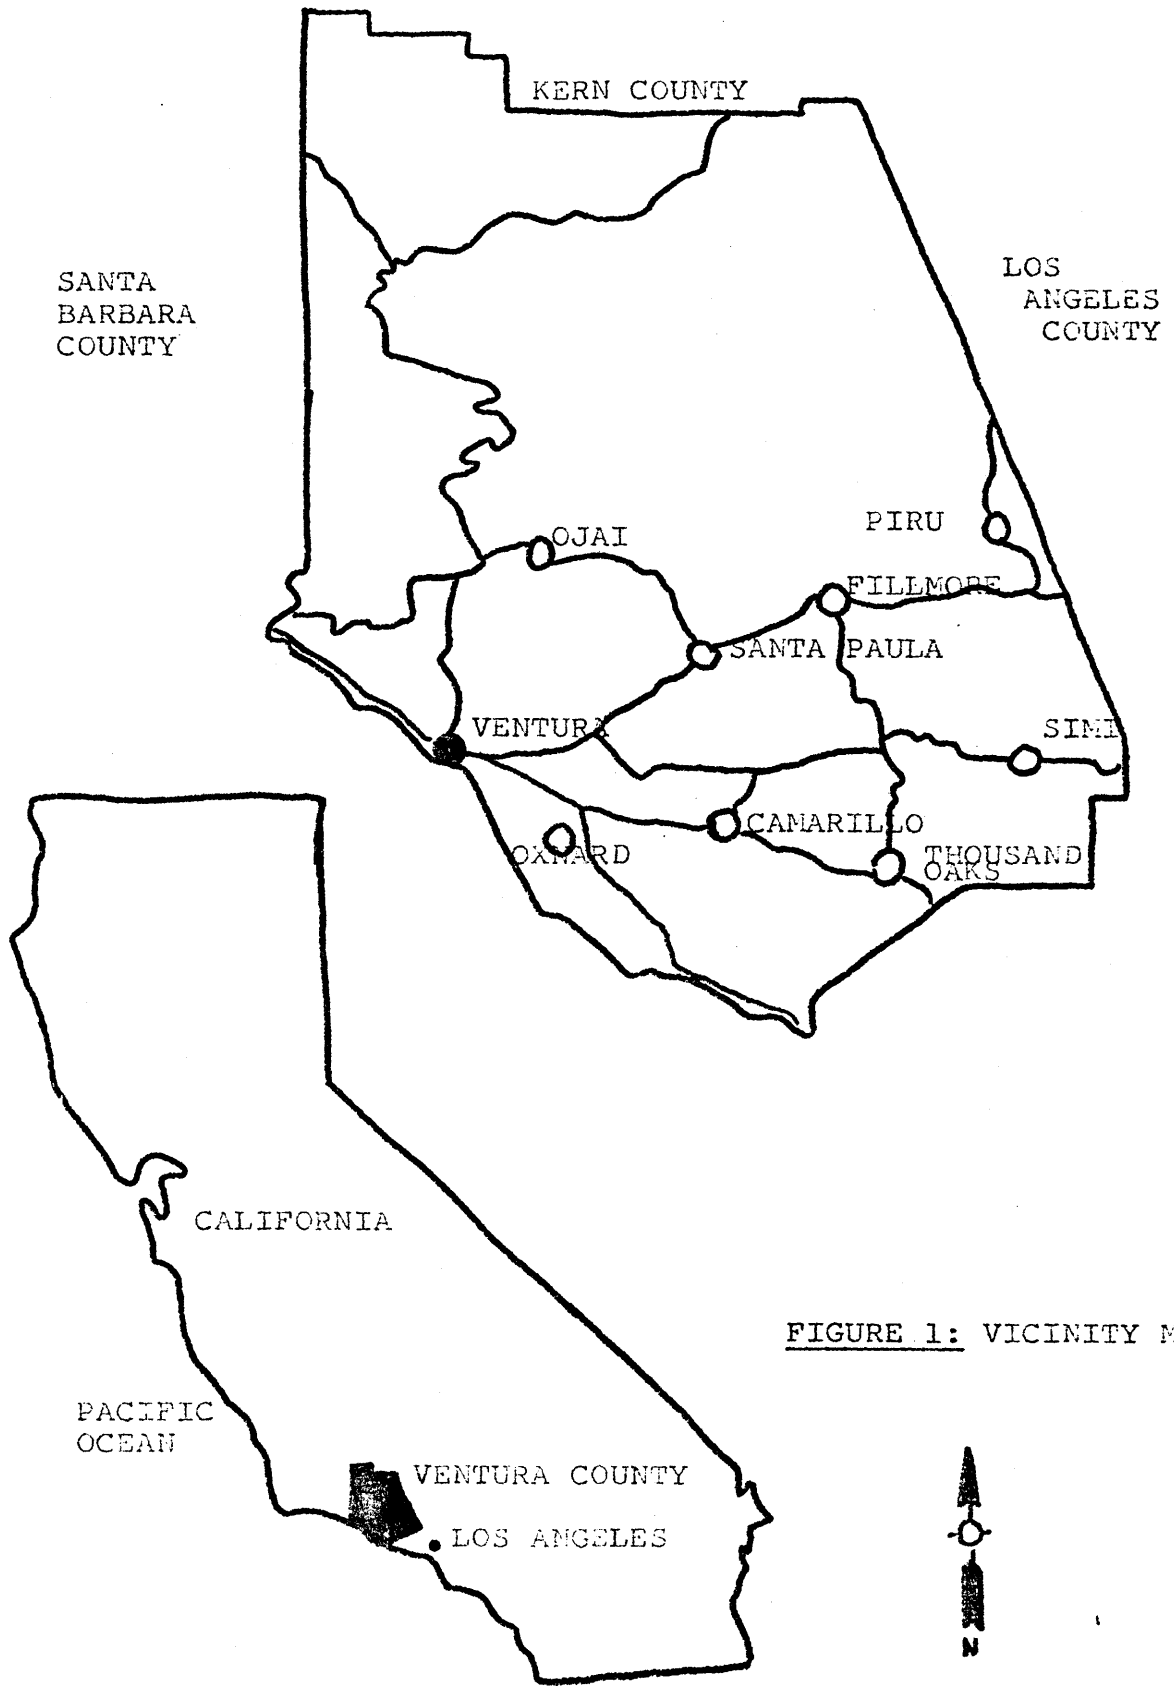 KERN COUNTY
SANTA
BARBARA
COUNTY
LOS
ANGELES
COUNTY
PIRU
OJAI
FILLMORE
SANTA PAULA
VENTURA
SIMI
CAMARILLO
OXNARD
THOUSAND
OAKS
CALIFORNIA
FIGURE 1: VICINITY M
PACIFIC
OCEAN
VENTURA COUNTY
LOS ANGELES
N